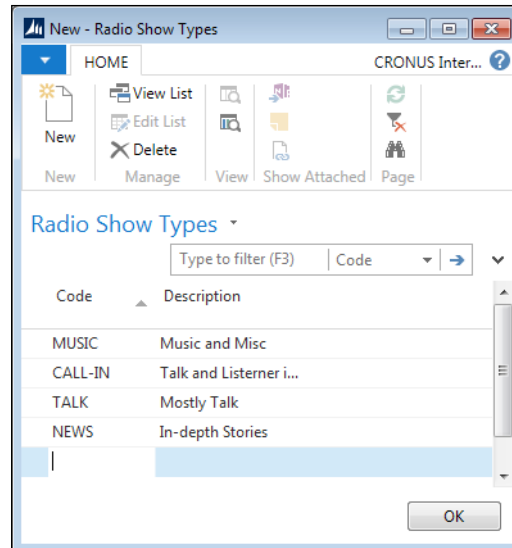 New - Radio Show Types
HOME
CRONUS Inter...
New
View List
Edit List
Delete
New
Manage
View
Show Attached
Page
Radio Show Types
Type to filter (F3)
Code
Code
Description
MUSIC
Music and Misc
CALL-IN
Talk and Listerner i...
TALK
Mostly Talk
NEWS
In-depth Stories
OK